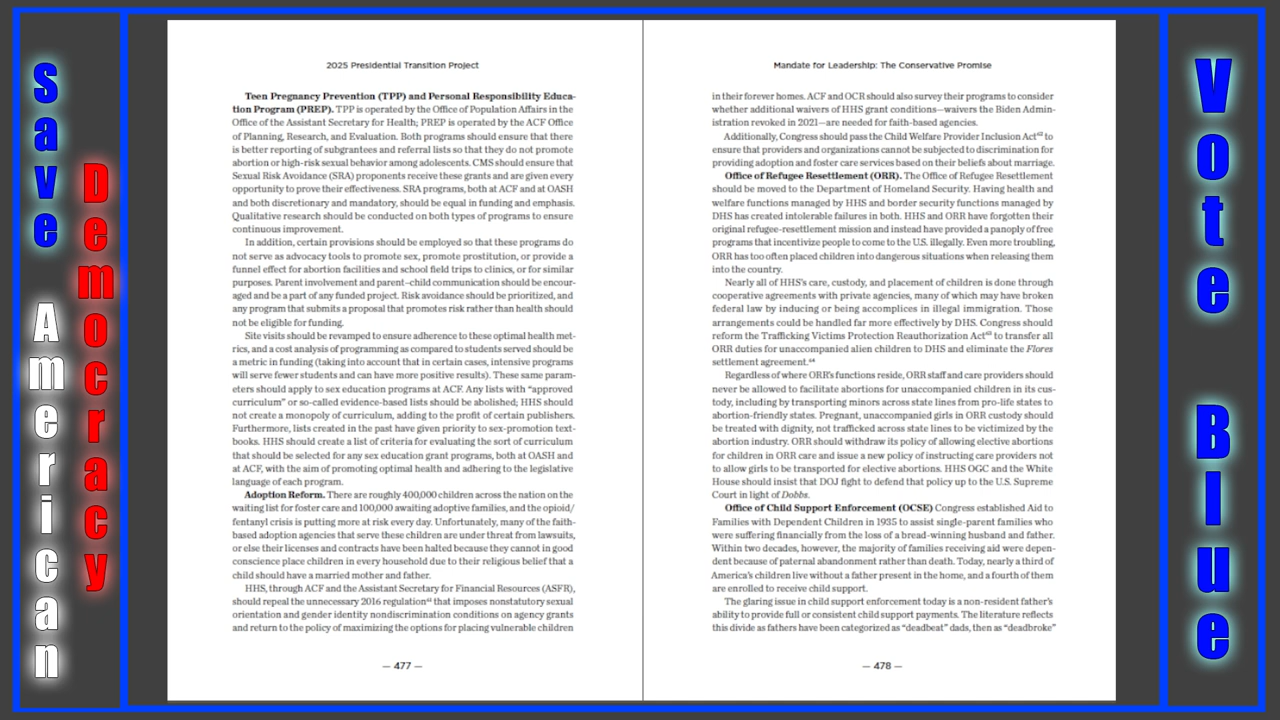 save
American
Democracy
2025 Presidential Transition Project
Teen Pregnancy Prevention (TPP) and Personal Responsibility Educa-
tion Program (PREP). TPP is operated by the Office of Population Affairs in the
Office of the Assistant Secretary for Health; PREP is operated by the ACF Office
of Planning, Research, and Evaluation. Both programs should ensure that there
is better reporting of subgrantees and referral lists so that they do not promote
abortion or high-risk sexual behavior among adolescents. CMS should ensure that
Sexual Risk Avoidance (SRA) proponents receive these grants and are given every
opportunity to prove their effectiveness. SRA programs, both at ACF and at OASH
and both discretionary and mandatory, should be equal in funding and emphasis.
Qualitative research should be conducted on both types of programs to ensure
continuous improvement.
In addition, certain provisions should be employed so that these programs do
not serve as advocacy tools to promote sex, promote prostitution, or provide a
funnel effect for abortion facilities and school field trips to clinics, or for similar
purposes. Parent involvement and parent–child communication should be encour-
aged and be a part of any funded project. Risk avoidance should be prioritized, and
any program that submits a proposal that promotes risk rather than health should
not be eligible for funding.
Site visits should be revamped to ensure adherence to these optimal health met-
rics, and a cost analysis of programming as compared to students served should be
a metric in funding (taking into account that in certain cases, intensive programs
will serve fewer students and can have more positive results). These same param-
eters should apply to sex education programs at ACF. Any lists with “approved
curriculum” or so-called evidence-based lists should be abolished; HHS should
not create a monopoly of curriculum, adding to the profit of certain publishers.
Furthermore, lists created in the past have given priority to sex-promotion text-
books. HHS should create a list of criteria for evaluating the sort of curriculum
that should be selected for any sex education grant programs, both at OASH and
at ACF, with the aim of promoting optimal health and adhering to the legislative
language of each program.
Adoption Reform. There are roughly 400,000 children across the nation on the
waiting list for foster care and 100,000 awaiting adoptive families, and the opioid/
fentanyl crisis is putting more at risk every day. Unfortunately, many of the faith-
based adoption agencies that serve these children are under threat from lawsuits,
or else their licenses and contracts have been halted because they cannot in good
conscience place children in every household due to their religious belief that a
child should have a married mother and father.
HHS, through ACF and the Assistant Secretary for Financial Resources (ASFR),
should repeal the unnecessary 2016 regulation⁶¹ that imposes nonstatutory sexual
orientation and gender identity nondiscrimination conditions on agency grants
and return to the policy of maximizing the options for placing vulnerable children
— 477 —
Mandate for Leadership: The Conservative Promise
in their forever homes. ACF and OCR should also survey their programs to consider
whether additional waivers of HHS grant conditions—waivers the Biden Admin-
istration revoked in 2021—are needed for faith-based agencies.
Additionally, Congress should pass the Child Welfare Provider Inclusion Act⁶² to
ensure that providers and organizations cannot be subjected to discrimination for
providing adoption and foster care services based on their beliefs about marriage.
Office of Refugee Resettlement (ORR). The Office of Refugee Resettlement
should be moved to the Department of Homeland Security. Having health and
welfare functions managed by HHS and border security functions managed by
DHS has created intolerable failures in both. HHS and ORR have forgotten their
original refugee-resettlement mission and instead have provided a panoply of free
programs that incentivize people to come to the U.S. illegally. Even more troubling,
ORR has too often placed children into dangerous situations when releasing them
into the country.
Nearly all of HHS’s care, custody, and placement of children is done through
cooperative agreements with private agencies, many of which may have broken
federal law by inducing or being accomplices in illegal immigration. Those
arrangements could be handled far more effectively by DHS. Congress should
reform the Trafficking Victims Protection Reauthorization Act⁶³ to transfer all
ORR duties for unaccompanied alien children to DHS and eliminate the Flores
settlement agreement.⁶⁴
Regardless of where ORR’s functions reside, ORR staff and care providers should
never be allowed to facilitate abortions for unaccompanied children in its cus-
tody, including by transporting minors across state lines from pro-life states to
abortion-friendly states. Pregnant, unaccompanied girls in ORR custody should
be treated with dignity, not trafficked across state lines to be victimized by the
abortion industry. ORR should withdraw its policy of allowing elective abortions
for children in ORR care and issue a new policy of instructing care providers not
to allow girls to be transported for elective abortions. HHS OGC and the White
House should insist that DOJ fight to defend that policy up to the U.S. Supreme
Court in light of Dobbs.
Office of Child Support Enforcement (OCSE) Congress established Aid to
Families with Dependent Children in 1935 to assist single-parent families who
were suffering financially from the loss of a bread-winning husband and father.
Within two decades, however, the majority of families receiving aid were depen-
dent because of paternal abandonment rather than death. Today, nearly a third of
America’s children live without a father present in the home, and a fourth of them
are enrolled to receive child support.
The glaring issue in child support enforcement today is a non-resident father’s
ability to provide full or consistent child support payments. The literature reflects
this divide as fathers have been categorized as “deadbeat” dads, then as “deadbroke”
— 478 —
Vote
Blue